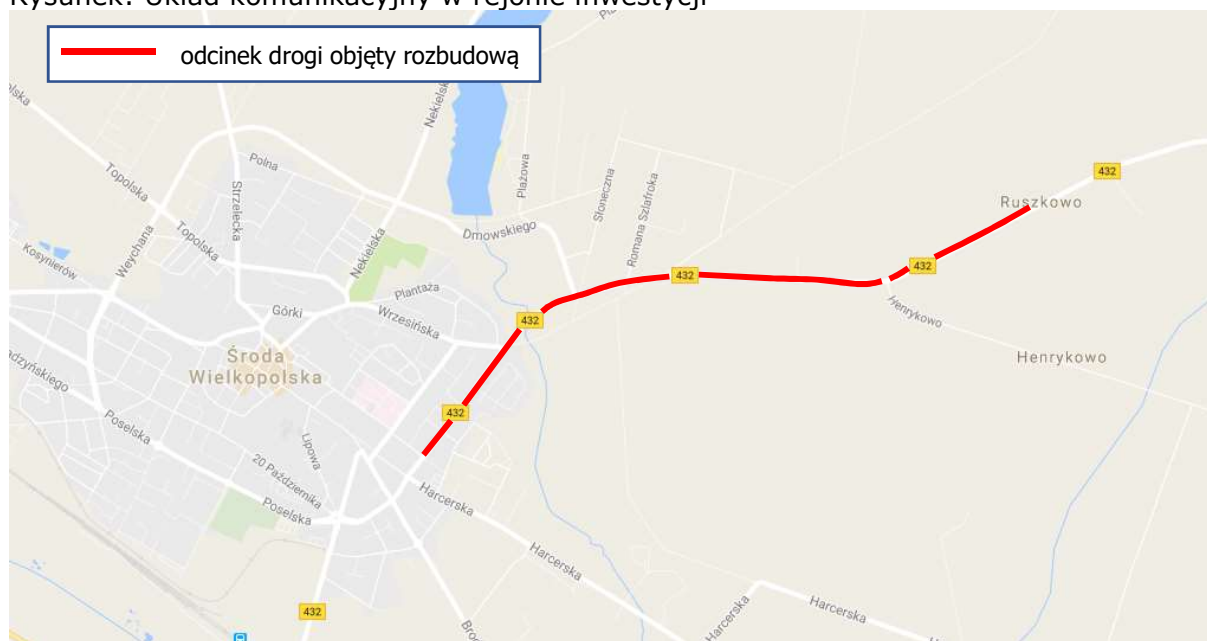 Rysunek: Układ komunikacyjny w rejonie inwestycji
odcinek drogi objęty rozbudową
Nekielska
Topolska
Polna
Plażowa
Słoneczna
Romana Szlafroka
432
Ruszkowo
Strzelecka
Weychana
Topolska
Nekielska
Dmowskiego
Kosynierów
Plantaża
432
432
Górki
Wrzesińska
432
Henrykowo
Henrykowo
Środa
Wielkopolska
Poselska
432
Lipowa
20 Października
Poselska
Harcerska
Harcerska
Harcerska
Harcerska
432